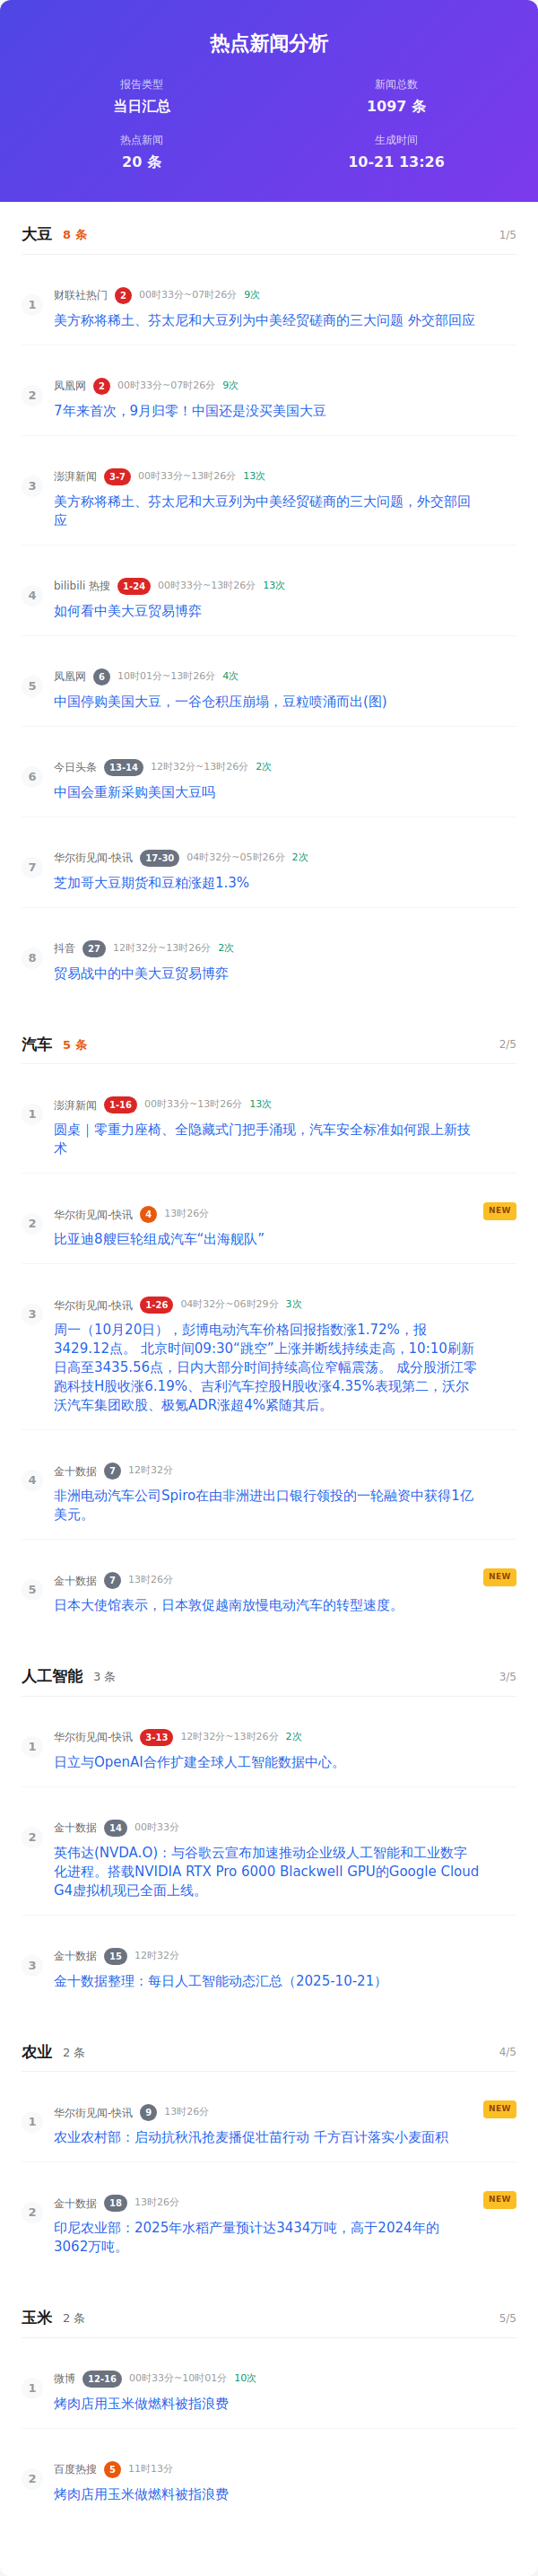 热点新闻分析
报告类型
当日汇总
新闻总数
1097 条
热点新闻
20 条
生成时间
10-21 13:26
大豆 8 条 1/5
1 财联社热门 2 00时33分~07时26分 9次
美方称将稀土、芬太尼和大豆列为中美经贸磋商的三大问题 外交部回应
2 凤凰网 2 00时33分~07时26分 9次
7年来首次，9月归零！中国还是没买美国大豆
3 澎湃新闻 3-7 00时33分~13时26分 13次
美方称将稀土、芬太尼和大豆列为中美经贸磋商的三大问题，外交部回
应
4 bilibili 热搜 1-24 00时33分~13时26分 13次
如何看中美大豆贸易博弈
5 凤凰网 6 10时01分~13时26分 4次
中国停购美国大豆，一谷仓积压崩塌，豆粒喷涌而出(图)
6 今日头条 13-14 12时32分~13时26分 2次
中国会重新采购美国大豆吗
7 华尔街见闻-快讯 17-30 04时32分~05时26分 2次
芝加哥大豆期货和豆粕涨超1.3%
8 抖音 27 12时32分~13时26分 2次
贸易战中的中美大豆贸易博弈
汽车 5 条 2/5
1 澎湃新闻 1-16 00时33分~13时26分 13次
圆桌｜零重力座椅、全隐藏式门把手涌现，汽车安全标准如何跟上新技
术
2 华尔街见闻-快讯 4 13时26分 NEW
比亚迪8艘巨轮组成汽车“出海舰队”
3 华尔街见闻-快讯 1-26 04时32分~06时29分 3次
周一（10月20日），彭博电动汽车价格回报指数涨1.72%，报
3429.12点。 北京时间09:30“跳空”上涨并断线持续走高，10:10刷新
日高至3435.56点，日内大部分时间持续高位窄幅震荡。 成分股浙江零
跑科技H股收涨6.19%、吉利汽车控股H股收涨4.35%表现第二，沃尔
沃汽车集团欧股、极氪ADR涨超4%紧随其后。
4 金十数据 7 12时32分
非洲电动汽车公司Spiro在由非洲进出口银行领投的一轮融资中获得1亿
美元。
5 金十数据 7 13时26分 NEW
日本大使馆表示，日本敦促越南放慢电动汽车的转型速度。
人工智能 3 条 3/5
1 华尔街见闻-快讯 3-13 12时32分~13时26分 2次
日立与OpenAI合作扩建全球人工智能数据中心。
2 金十数据 14 00时33分
英伟达(NVDA.O)：与谷歌云宣布加速推动企业级人工智能和工业数字
化进程。搭载NVIDIA RTX Pro 6000 Blackwell GPU的Google Cloud
G4虚拟机现已全面上线。
3 金十数据 15 12时32分
金十数据整理：每日人工智能动态汇总（2025-10-21）
农业 2 条 4/5
1 华尔街见闻-快讯 9 13时26分 NEW
农业农村部：启动抗秋汛抢麦播促壮苗行动 千方百计落实小麦面积
2 金十数据 18 13时26分 NEW
印尼农业部：2025年水稻产量预计达3434万吨，高于2024年的
3062万吨。
玉米 2 条 5/5
1 微博 12-16 00时33分~10时01分 10次
烤肉店用玉米做燃料被指浪费
2 百度热搜 5 11时13分
烤肉店用玉米做燃料被指浪费